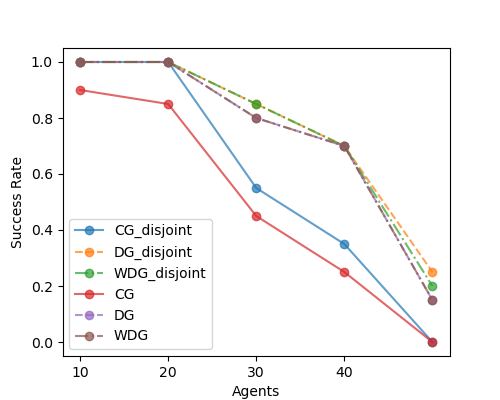 1.0
0.8
0.6
0.4
0.2
0.0
Success Rate
CG_disjoint
DG_disjoint
WDG_disjoint
CG
DG
WDG
10 20 30 40
Agents